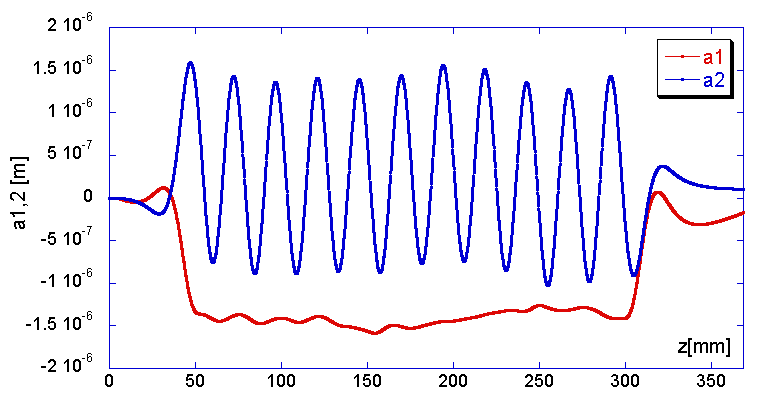 2 10⁻⁶
1.5 10⁻⁶
1 10⁻⁶
5 10⁻⁷
0
-5 10⁻⁷
-1 10⁻⁶
-1.5 10⁻⁶
-2 10⁻⁶
a1,2 [m]
a1
a2
z[mm]
0 50 100 150 200 250 300 350